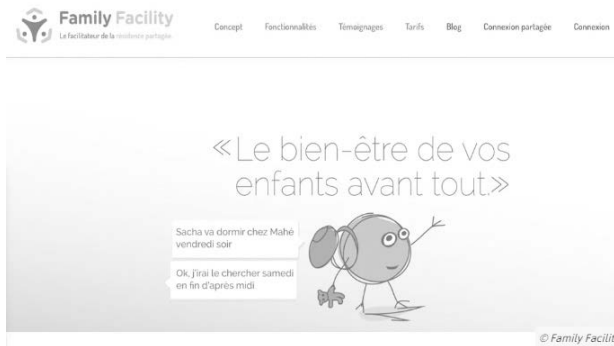 Family Facility
Le facilitateur de la résidence partagée
Concept Fonctionnalités Témoignages Tarifs Blog Connexion partagée Connexion
«Le bien-être de vos
enfants avant tout.»
Sacha va dormir chez Mahé
vendredi soir
Ok, j'irai le chercher samedi
en fin d'après midi
© Family Facilit